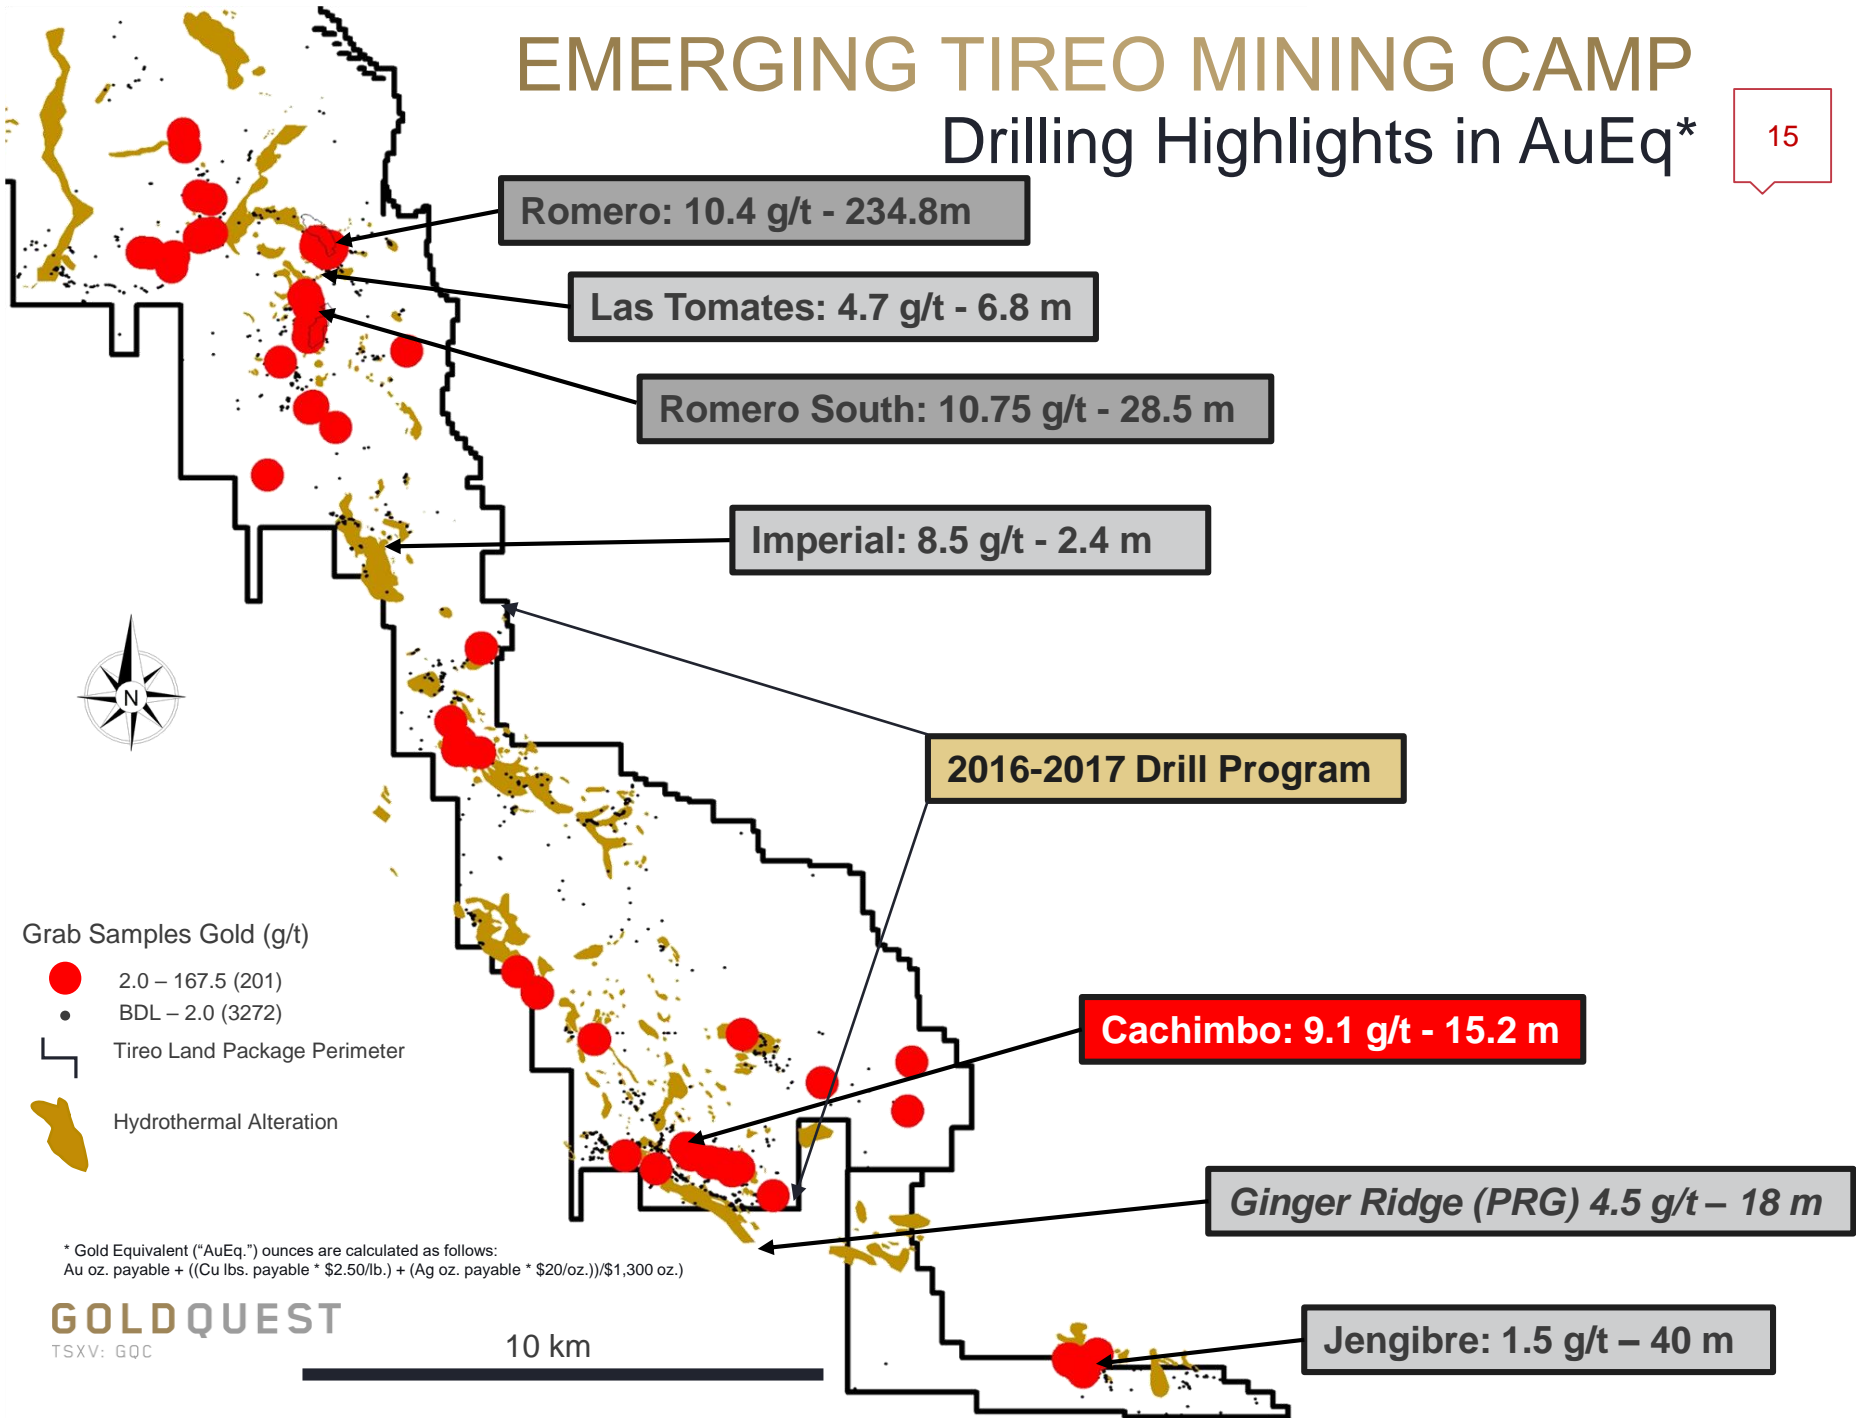 EMERGING TIREO MINING CAMP
Drilling Highlights in AuEq*
15
Romero: 10.4 g/t - 234.8m
Las Tomates: 4.7 g/t - 6.8 m
Romero South: 10.75 g/t - 28.5 m
Imperial: 8.5 g/t - 2.4 m
N
2016-2017 Drill Program
Grab Samples Gold (g/t)
2.0 – 167.5 (201)
BDL – 2.0 (3272)
Tireo Land Package Perimeter
Hydrothermal Alteration
Cachimbo: 9.1 g/t - 15.2 m
Ginger Ridge (PRG) 4.5 g/t – 18 m
* Gold Equivalent (“AuEq.”) ounces are calculated as follows:
Au oz. payable + ((Cu lbs. payable * $2.50/lb.) + (Ag oz. payable * $20/oz.))/$1,300 oz.)
GOLDQUEST
TSXV: GQC
10 km
Jengibre: 1.5 g/t – 40 m